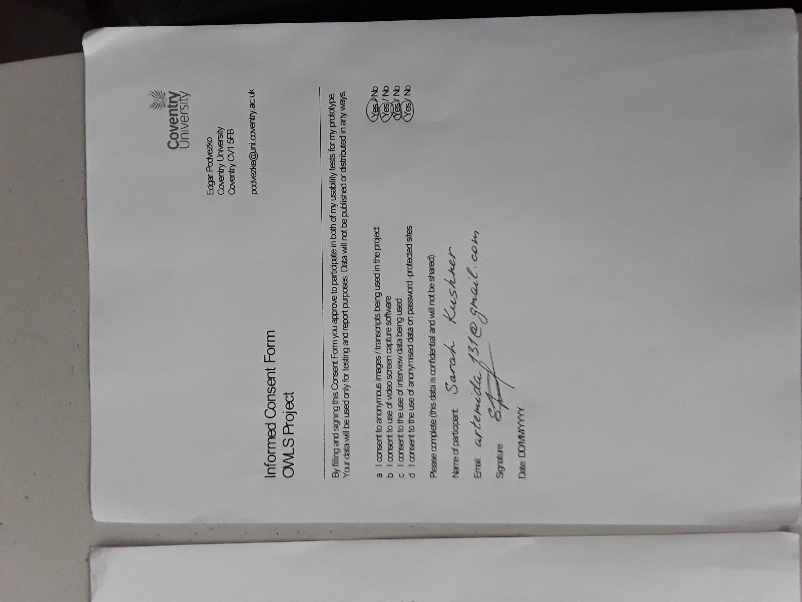 Coventry
University
Edgar Podvezko
Coventry University
Coventry CV1 5FB
podvezke@uni.coventry.ac.uk
Informed Consent Form
OWLS Project
By filling and signing this Consent Form you approve to participate in both of my usability tests for my prototype.
Your data will be used only for testing and report purposes. Data will not be published or distributed in any ways.
a I consent to anonymous images / transcripts being used in the project Yes / No
b I consent to use of video screen capture software Yes / No
c I consent to the use of interview data being used Yes / No
d I consent to the use of anonymised data on password-protected sites Yes / No
Please complete (this data is confidential and will not be shared):
Name of participant: Sarah Kushner
Email: artemidaf31@gmail.com
Signature
Date: DD/MM/YYYY